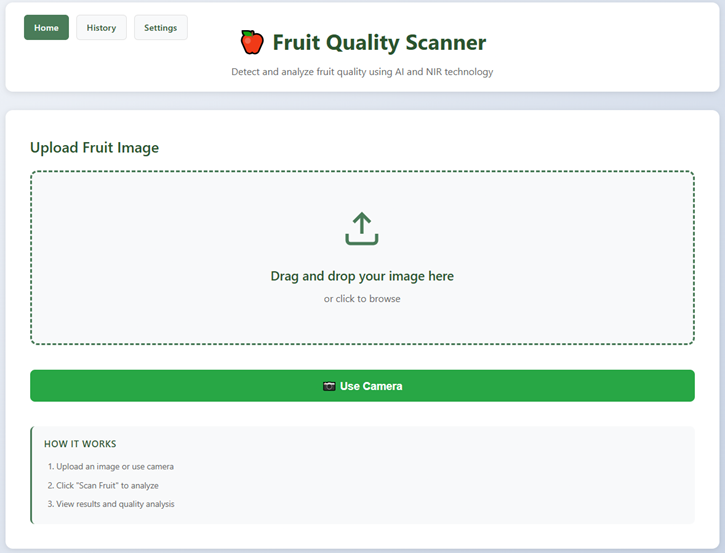 Home
History
Settings
Fruit Quality Scanner
Detect and analyze fruit quality using AI and NIR technology
Upload Fruit Image
Drag and drop your image here
or click to browse
Use Camera
HOW IT WORKS
1. Upload an image or use camera
2. Click "Scan Fruit" to analyze
3. View results and quality analysis